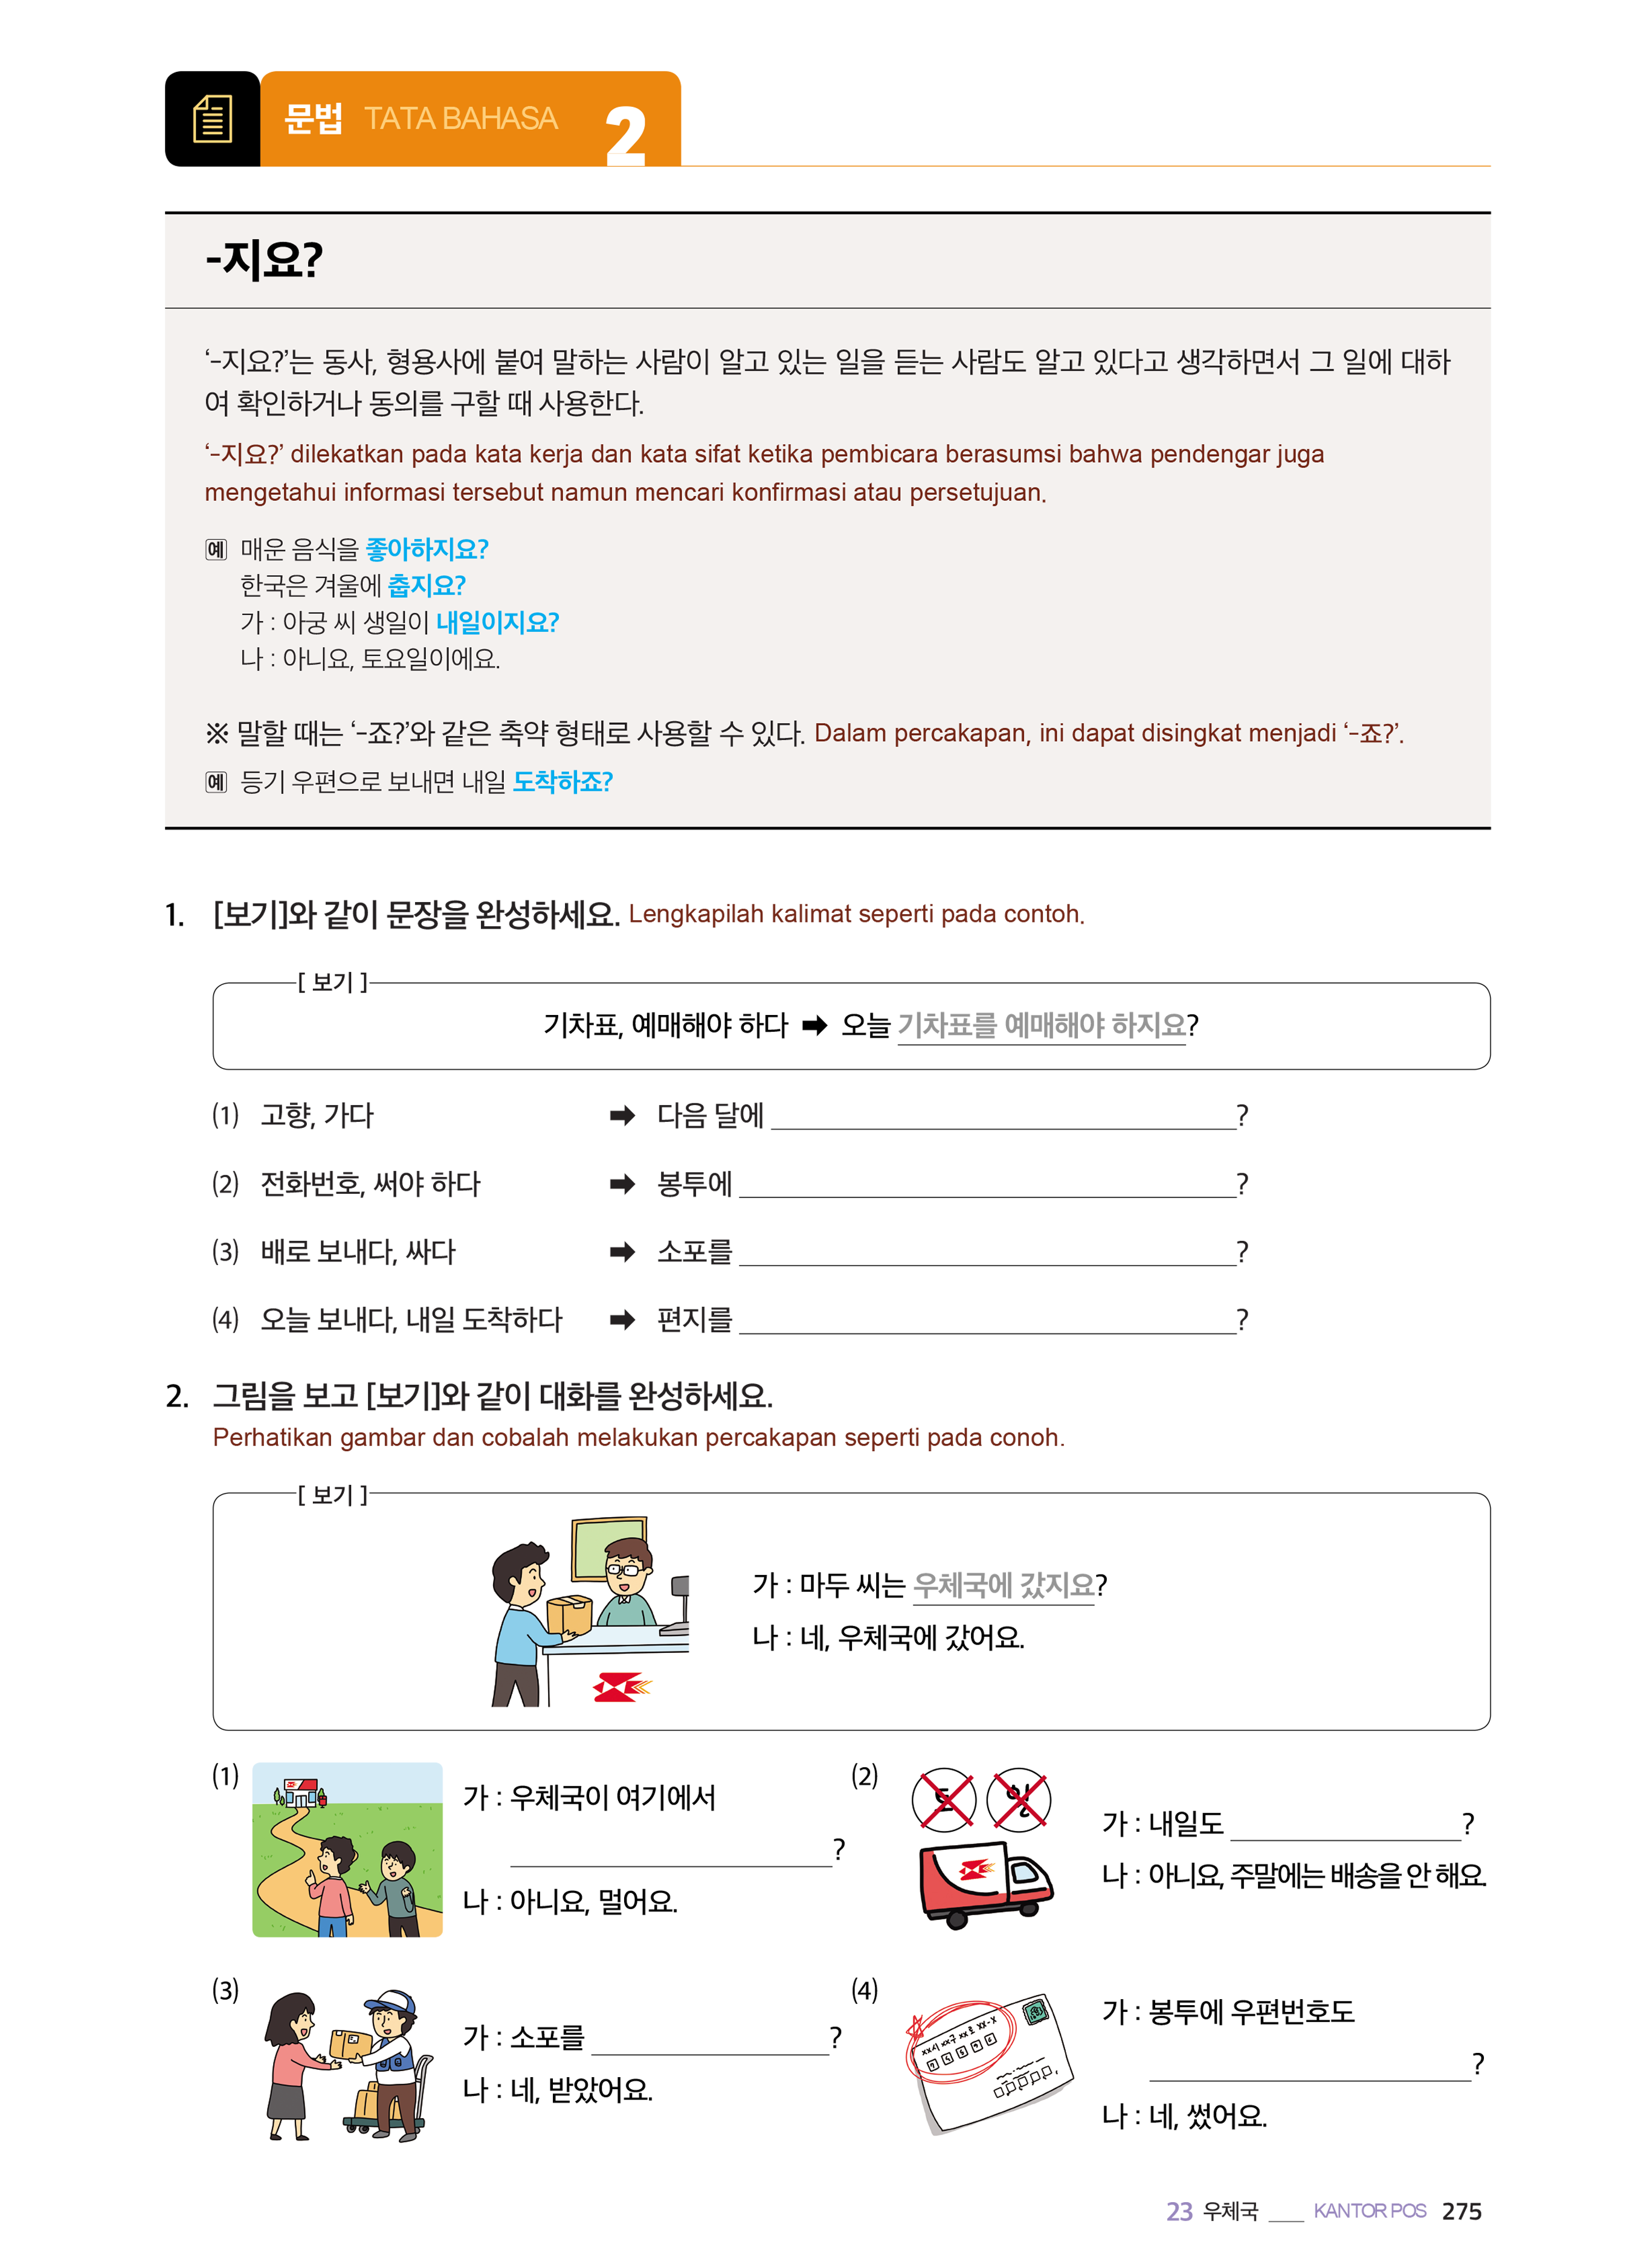 문법 TATA BAHASA 2
-지요?
‘-지요?’는 동사, 형용사에 붙여 말하는 사람이 알고 있는 일을 듣는 사람도 알고 있다고 생각하면서 그 일에 대하
여 확인하거나 동의를 구할 때 사용한다.
‘-지요?’ dilekatkan pada kata kerja dan kata sifat ketika pembicara berasumsi bahwa pendengar juga
mengetahui informasi tersebut namun mencari konfirmasi atau persetujuan.
예 매운 음식을 좋아하지요?
한국은 겨울에 춥지요?
가 : 아궁 씨 생일이 내일이지요?
나 : 아니요, 토요일이에요.
※ 말할 때는 ‘-죠?’와 같은 축약 형태로 사용할 수 있다. Dalam percakapan, ini dapat disingkat menjadi ‘-죠?’.
예 등기 우편으로 보내면 내일 도착하죠?
1. [보기]와 같이 문장을 완성하세요. Lengkapilah kalimat seperti pada contoh.
[ 보기 ]
기차표, 예매해야 하다 ➡ 오늘 기차표를 예매해야 하지요?
(1) 고향, 가다 ➡ 다음 달에 ?
(2) 전화번호, 써야 하다 ➡ 봉투에 ?
(3) 배로 보내다, 싸다 ➡ 소포를 ?
(4) 오늘 보내다, 내일 도착하다 ➡ 편지를 ?
2. 그림을 보고 [보기]와 같이 대화를 완성하세요.
Perhatikan gambar dan cobalah melakukan percakapan seperti pada conoh.
[ 보기 ]
가 : 마두 씨는 우체국에 갔지요?
나 : 네, 우체국에 갔어요.
(1)
가 : 우체국이 여기에서
?
나 : 아니요, 멀어요.
(2)
토 일
가 : 내일도 ?
나 : 아니요, 주말에는 배송을 안 해요.
(3)
가 : 소포를 ?
나 : 네, 받았어요.
(4)
가 : 봉투에 우편번호도
?
나 : 네, 썼어요.
23 우체국 ___ KANTOR POS 275